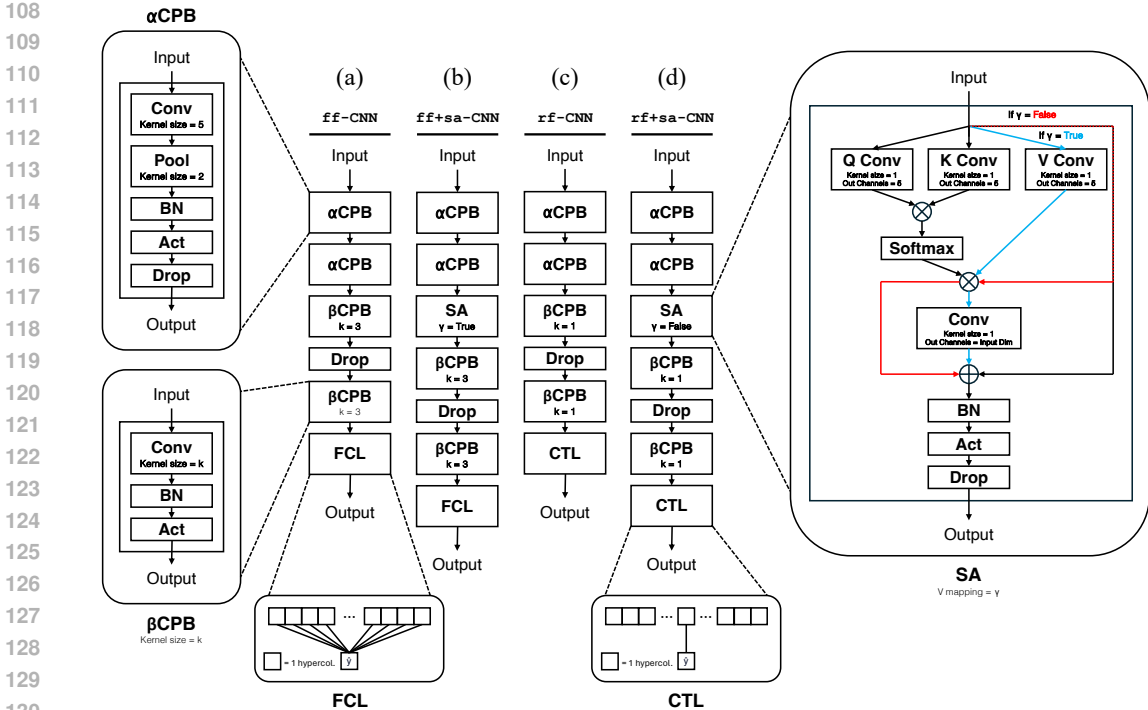 108
109
110
111
112
113
114
115
116
117
118
119
120
121
122
123
124
125
126
127
128
129
αCPB
Input
Conv
Kernel size = 5
Pool
Kernel size = 2
BN
Act
Drop
Output
Input
Conv
Kernel size = k
BN
Act
Output
βCPB
Kernel size = k
(a)
ff-CNN
Input
αCPB
αCPB
βCPB
k = 3
Drop
βCPB
k = 3
FCL
Output
(b)
ff+sa-CNN
Input
αCPB
αCPB
SA
γ = True
βCPB
k = 3
Drop
βCPB
k = 3
FCL
Output
(c)
rf-CNN
Input
αCPB
αCPB
βCPB
k = 1
Drop
βCPB
k = 1
CTL
Output
(d)
rf+sa-CNN
Input
αCPB
αCPB
SA
γ = False
βCPB
k = 1
Drop
βCPB
k = 1
CTL
Output
...
= 1 hypercol.
ŷ
FCL
... ...
= 1 hypercol.
ŷ
CTL
Input
If γ = False
If γ = True
Q Conv
Kernel size = 1
Out Channels = 5
K Conv
Kernel size = 1
Out Channels = 5
V Conv
Kernel size = 1
Out Channels = 5
Softmax
Conv
Kernel size = 1
Out Channels = Input Dim
BN
Act
Drop
Output
SA
V mapping = γ